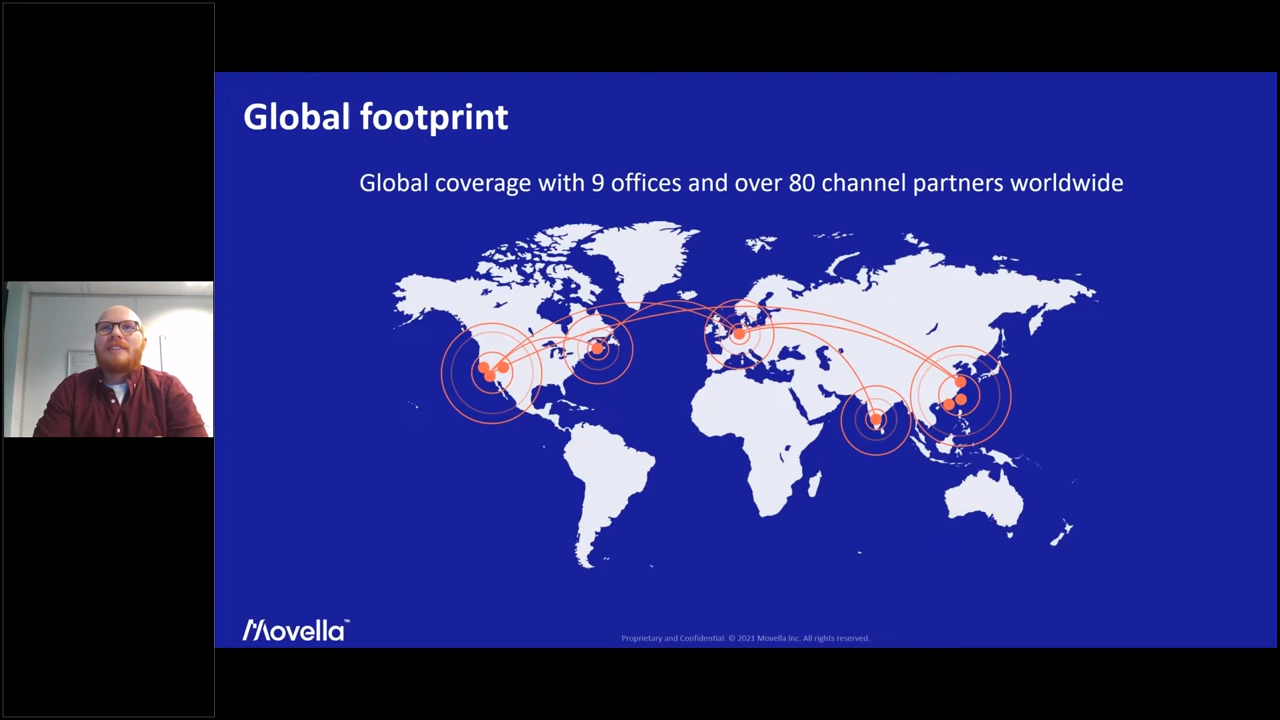 Global footprint
Global coverage with 9 offices and over 80 channel partners worldwide
Movella™
Proprietary and Confidential. © 2021 Movella Inc. All rights reserved.